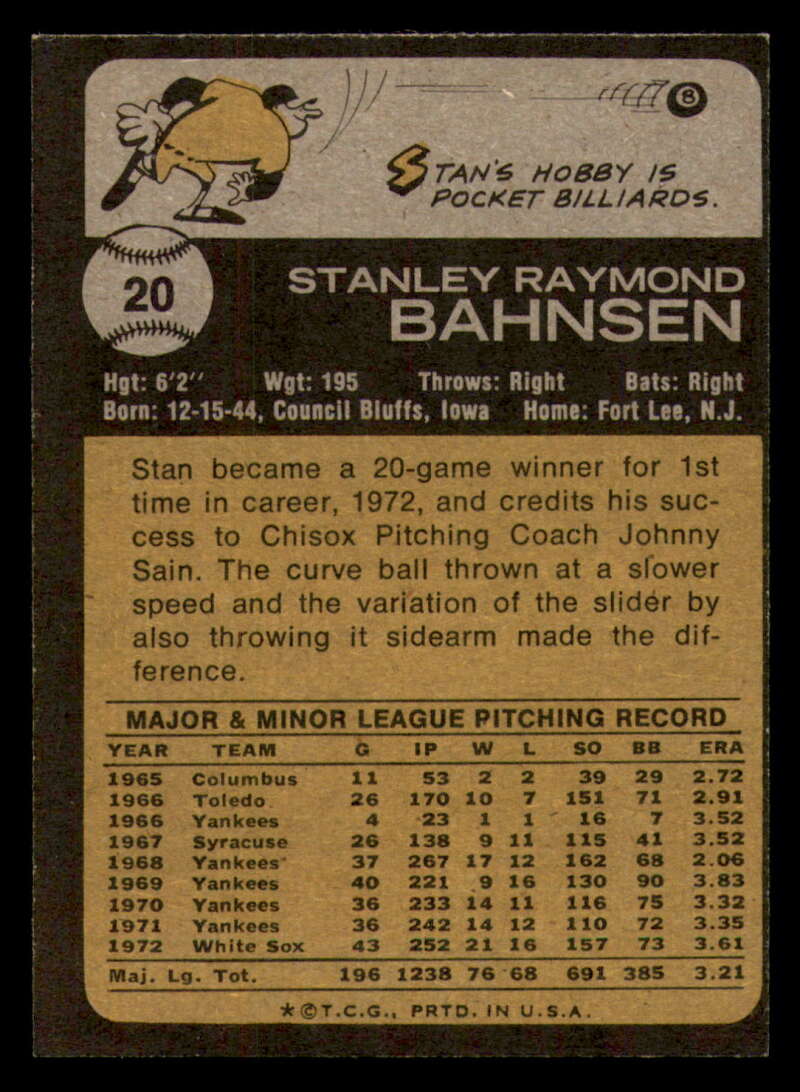 8
STAN'S HOBBY IS
POCKET BILLIARDS.
20
STANLEY RAYMOND
BAHNSEN
Hgt: 6'2" Wgt: 195 Throws: Right Bats: Right
Born: 12-15-44, Council Bluffs, Iowa Home: Fort Lee, N.J.
Stan became a 20-game winner for 1st
time in career, 1972, and credits his suc-
cess to Chisox Pitching Coach Johnny
Sain. The curve ball thrown at a slower
speed and the variation of the slider by
also throwing it sidearm made the dif-
ference.
MAJOR & MINOR LEAGUE PITCHING RECORD
YEAR TEAM G IP W L SO BB ERA
1965 Columbus 11 53 2 2 39 29 2.72
1966 Toledo 26 170 10 7 151 71 2.91
1966 Yankees 4 23 1 1 16 7 3.52
1967 Syracuse 26 138 9 11 115 41 3.52
1968 Yankees 37 267 17 12 162 68 2.06
1969 Yankees 40 221 9 16 130 90 3.83
1970 Yankees 36 233 14 11 116 75 3.32
1971 Yankees 36 242 14 12 110 72 3.35
1972 White Sox 43 252 21 16 157 73 3.61
Maj. Lg. Tot. 196 1238 76 68 691 385 3.21
*©T.C.G., PRTD. IN U.S.A.